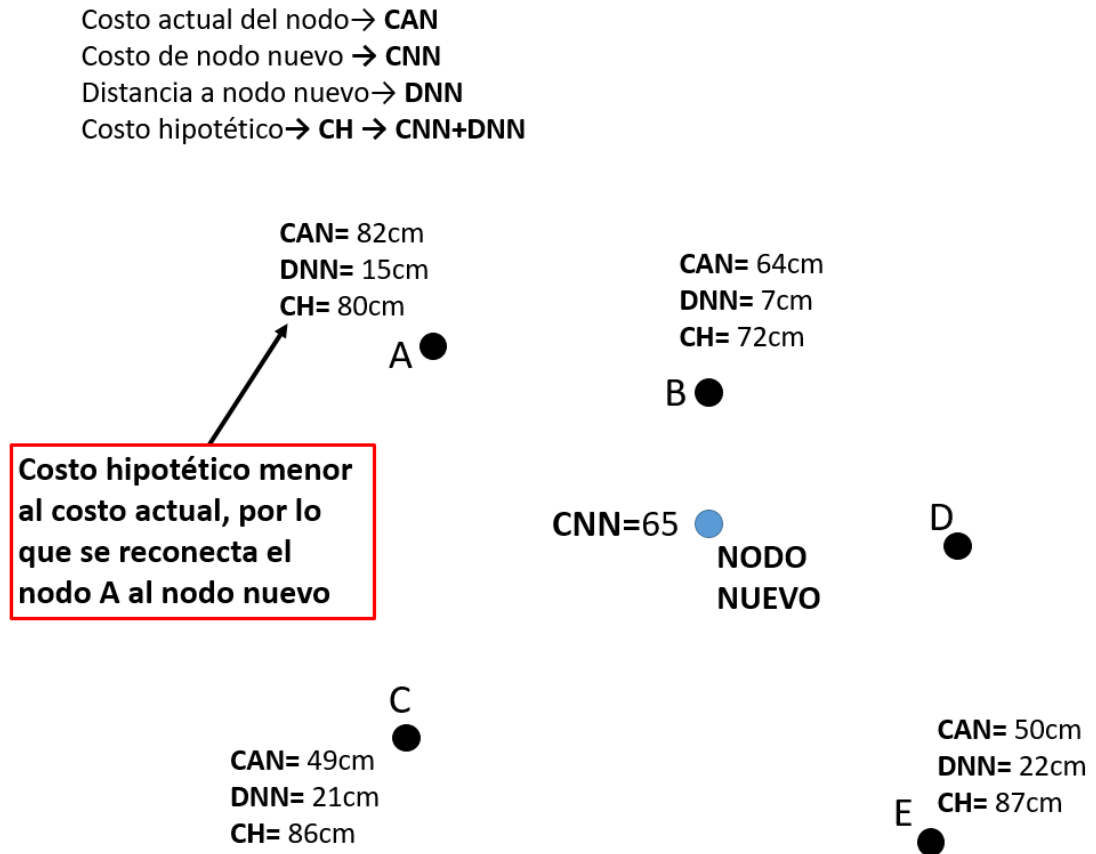 Costo actual del nodo→ CAN
Costo de nodo nuevo → CNN
Distancia a nodo nuevo→ DNN
Costo hipotético→ CH → CNN+DNN
CAN= 82cm
DNN= 15cm
CH= 80cm
A
CAN= 64cm
DNN= 7cm
CH= 72cm
B
Costo hipotético menor
al costo actual, por lo
que se reconecta el
nodo A al nodo nuevo
CNN=65
NODO
NUEVO
D
C
CAN= 49cm
DNN= 21cm
CH= 86cm
CAN= 50cm
DNN= 22cm
CH= 87cm
E